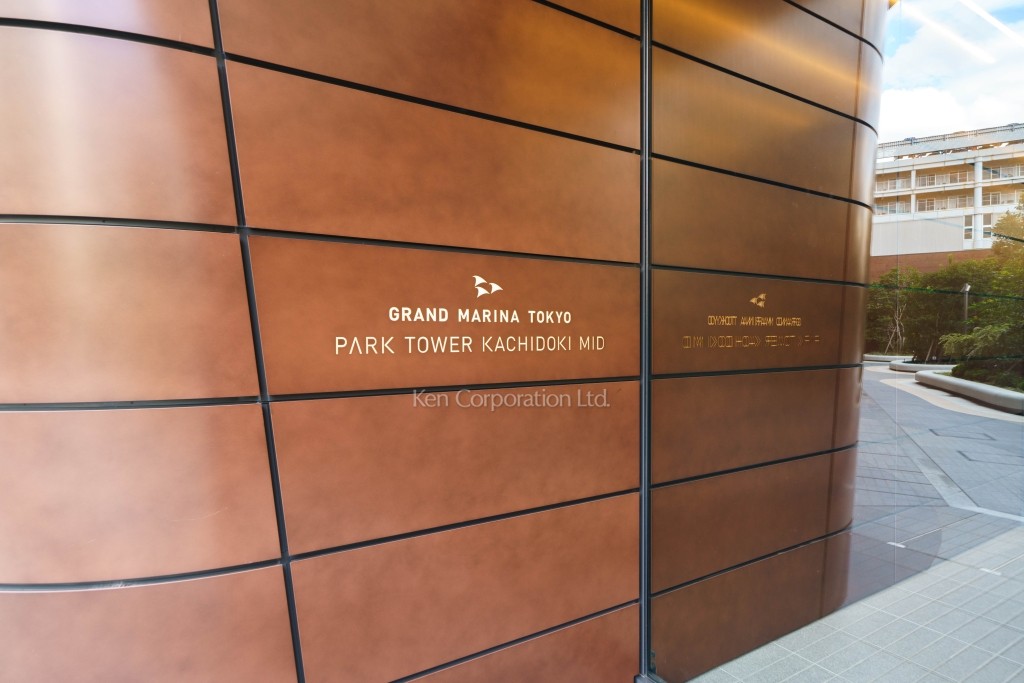 GRAND MARINA TOKYO
PARK TOWER KACHIDOKI MID
Ken Corporation Ltd.